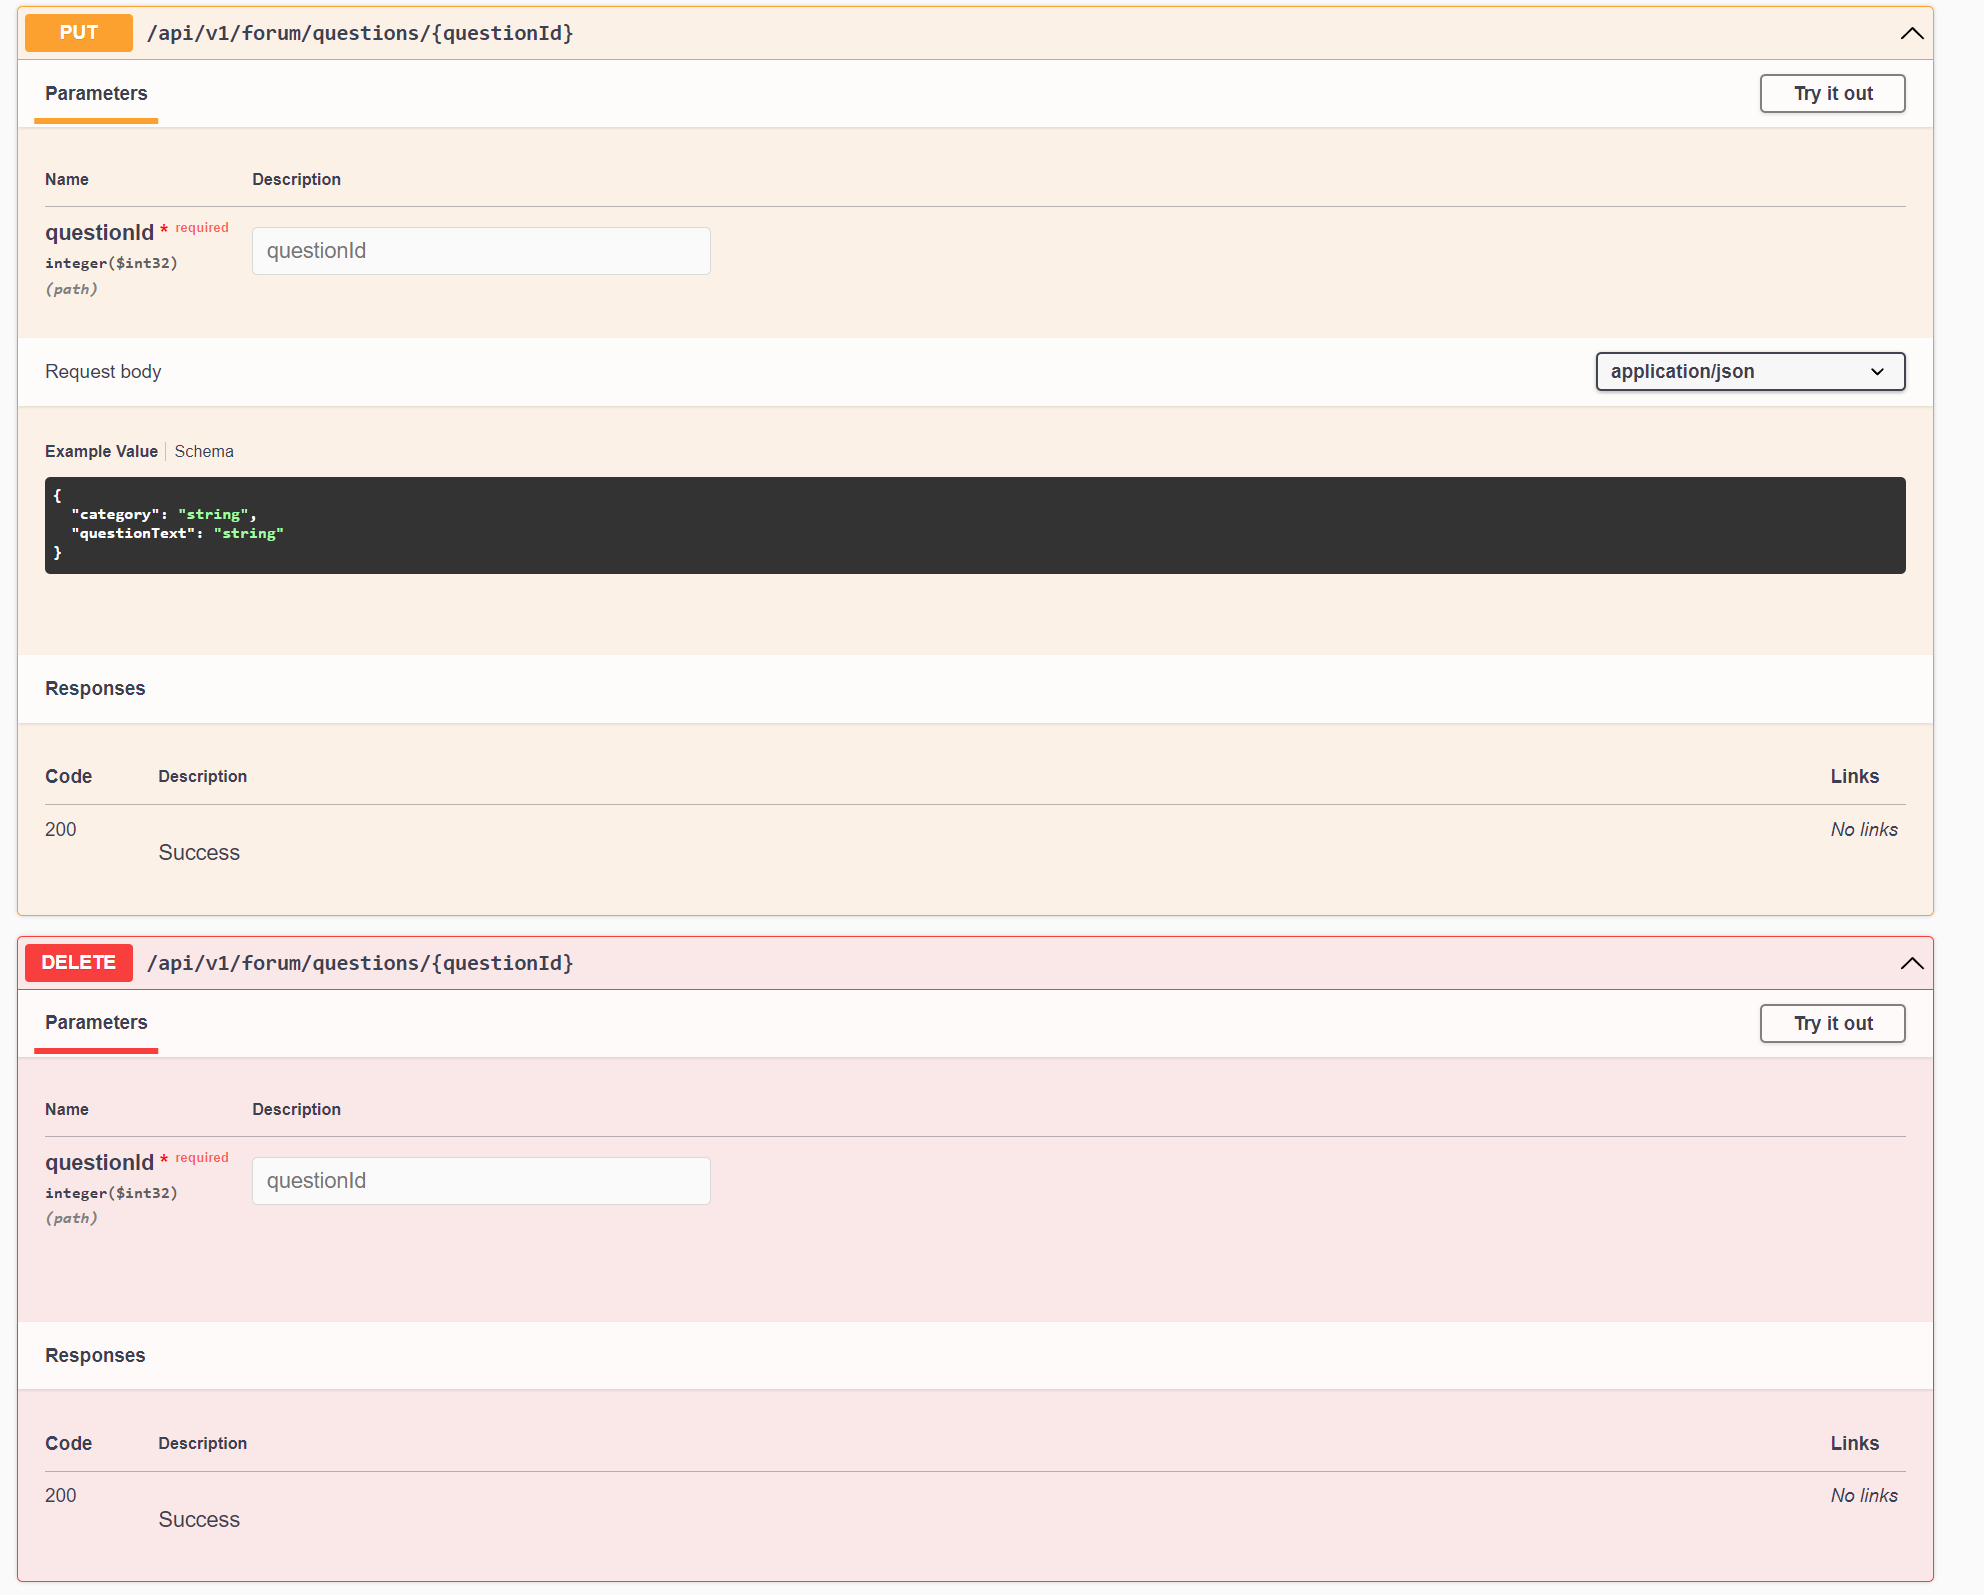 PUT /api/v1/forum/questions/{questionId}
Parameters Try it out
Name Description
questionId * required
integer($int32)
(path)
questionId
Request body application/json
Example Value Schema
{
"category": "string",
"questionText": "string"
}
Responses
Code Description Links
200 No links
Success
DELETE /api/v1/forum/questions/{questionId}
Parameters Try it out
Name Description
questionId * required
integer($int32)
(path)
questionId
Responses
Code Description Links
200 No links
Success